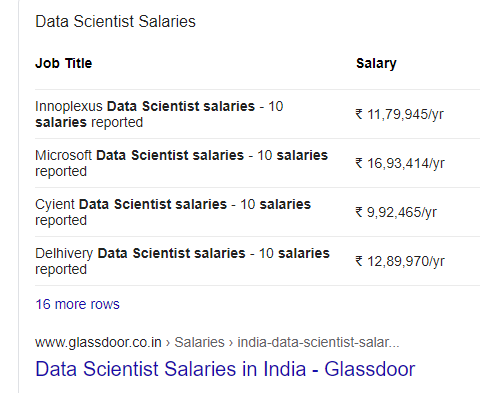 Data Scientist Salaries
Job Title Salary
Innoplexus Data Scientist salaries - 10
salaries reported
₹ 11,79,945/yr
Microsoft Data Scientist salaries - 10 salaries
reported
₹ 16,93,414/yr
Cyient Data Scientist salaries - 10 salaries
reported
₹ 9,92,465/yr
Delhivery Data Scientist salaries - 10 salaries
reported
₹ 12,89,970/yr
16 more rows
www.glassdoor.co.in › Salaries › india-data-scientist-salar...
Data Scientist Salaries in India - Glassdoor